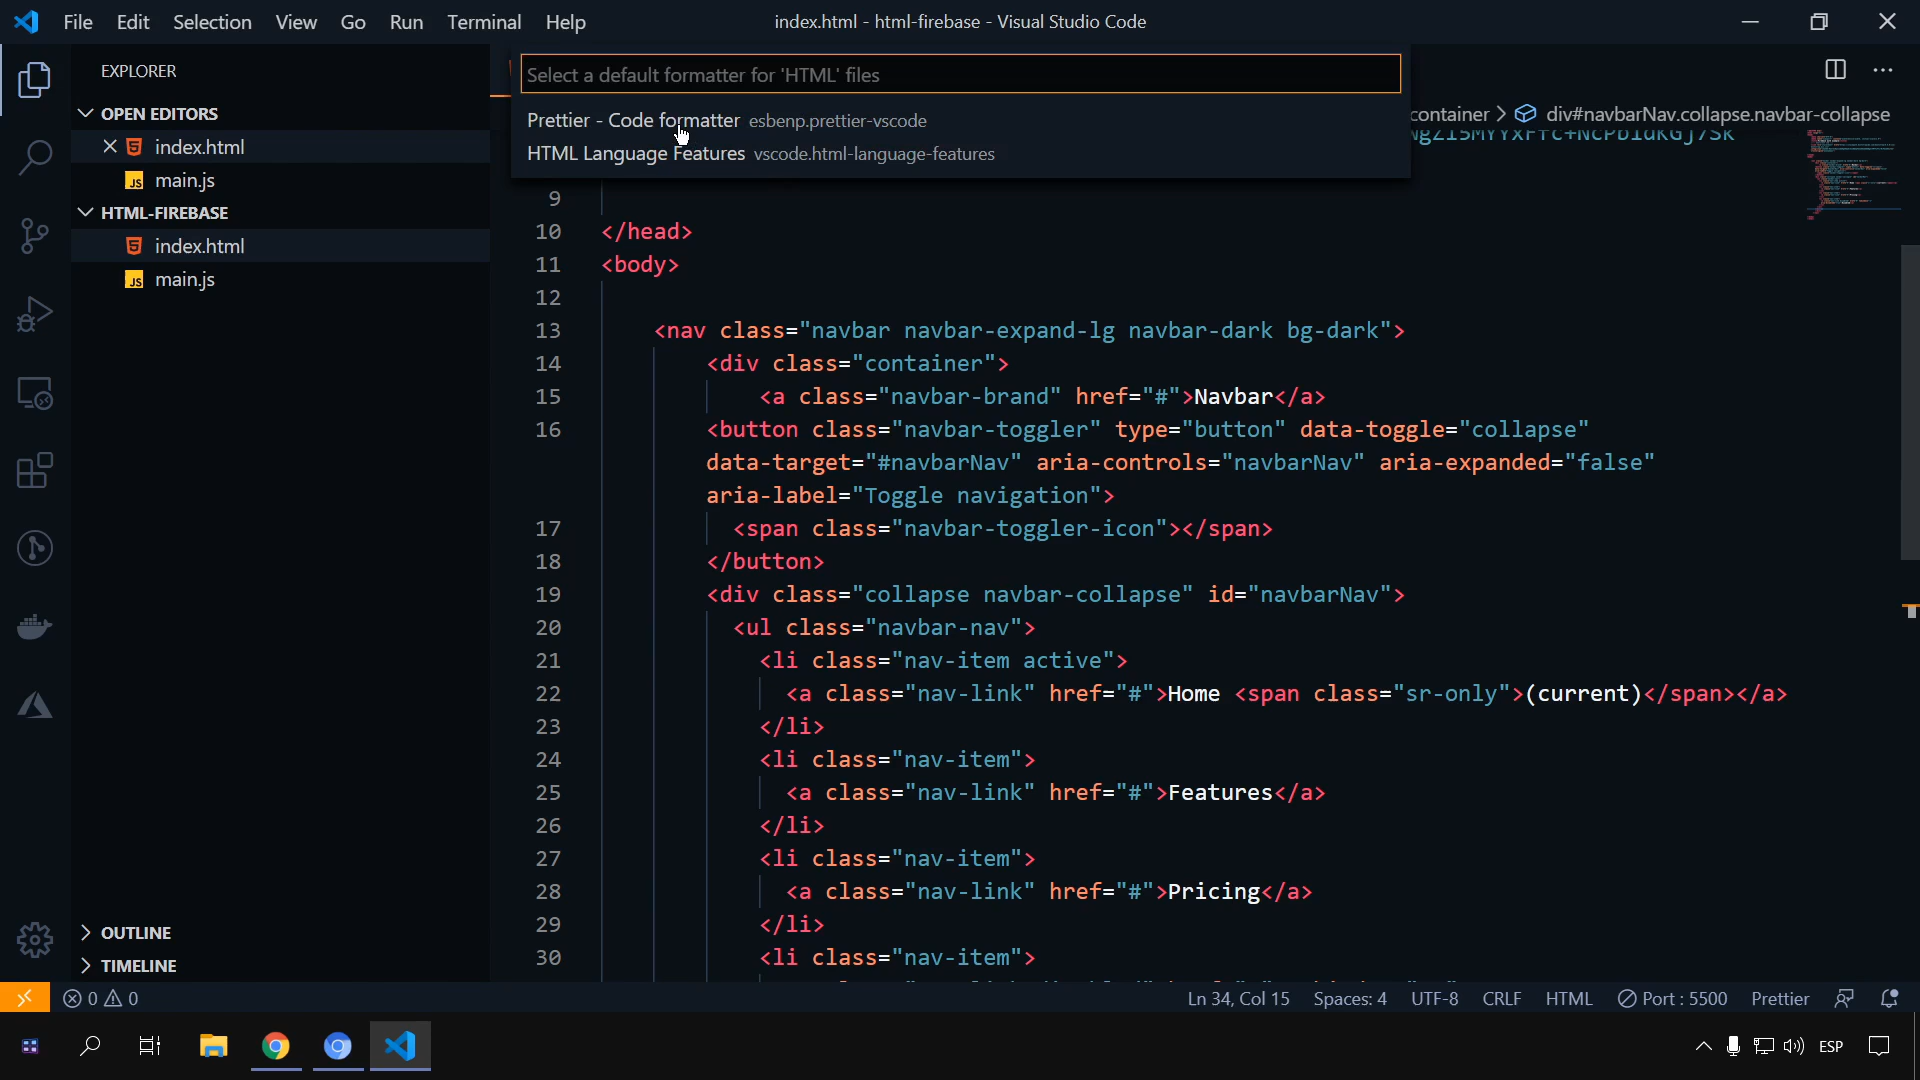 File Edit Selection View Go Run Terminal Help
index.html - html-firebase - Visual Studio Code
EXPLORER
OPEN EDITORS
index.html
main.js
HTML-FIREBASE
index.html
main.js
OUTLINE
TIMELINE
Select a default formatter for 'HTML' files
Prettier - Code formatter esbenp.prettier-vscode
HTML Language Features vscode.html-language-features
container > div#navbarNav.collapse.navbar-collapse
9
10 </head>
11 <body>
12
13 <nav class="navbar navbar-expand-lg navbar-dark bg-dark">
14 <div class="container">
15 <a class="navbar-brand" href="#">Navbar</a>
16 <button class="navbar-toggler" type="button" data-toggle="collapse"
data-target="#navbarNav" aria-controls="navbarNav" aria-expanded="false"
aria-label="Toggle navigation">
17 <span class="navbar-toggler-icon"></span>
18 </button>
19 <div class="collapse navbar-collapse" id="navbarNav">
20 <ul class="navbar-nav">
21 <li class="nav-item active">
22 <a class="nav-link" href="#">Home <span class="sr-only">(current)</span></a>
23 </li>
24 <li class="nav-item">
25 <a class="nav-link" href="#">Features</a>
26 </li>
27 <li class="nav-item">
28 <a class="nav-link" href="#">Pricing</a>
29 </li>
30 <li class="nav-item">
0 0
Ln 34, Col 15 Spaces: 4 UTF-8 CRLF HTML Port : 5500 Prettier
ESP